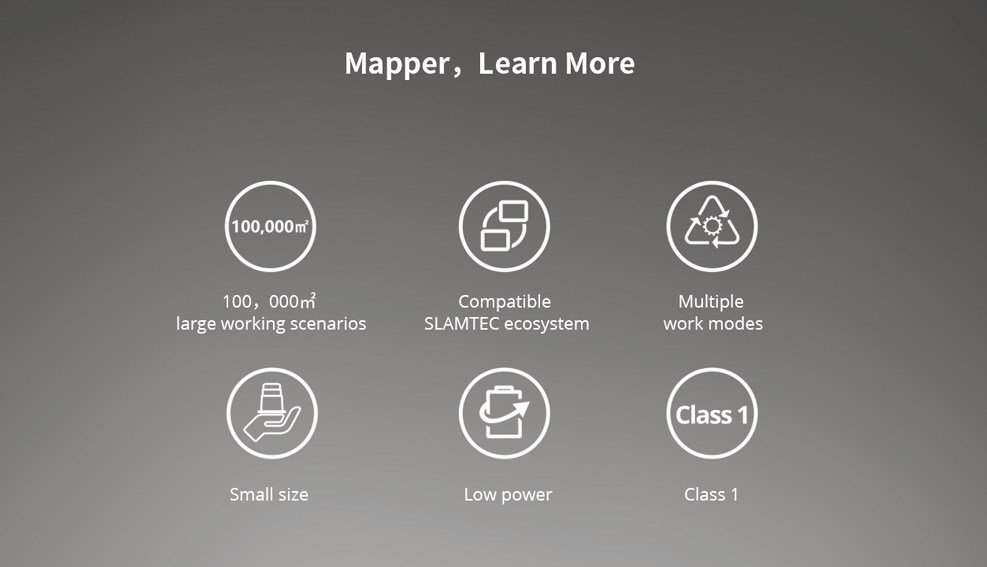 Mapper，Learn More
100,000㎡
100，000㎡
large working scenarios
Compatible
SLAMTEC ecosystem
Multiple
work modes
Small size
Low power
Class 1
Class 1